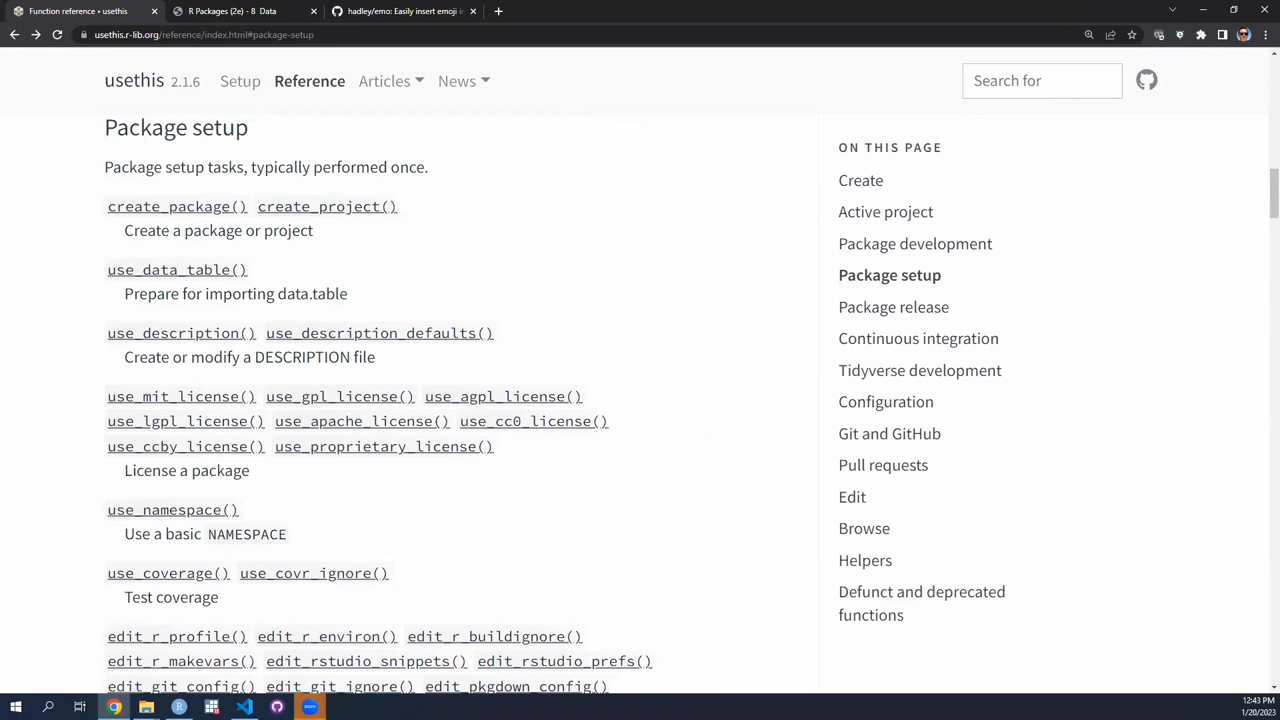 Function reference • usethis
R Packages (2e) - 8 Data
hadley/emo: Easily insert emoji in
usethis.r-lib.org/reference/index.html#package-setup
usethis 2.1.6 Setup Reference Articles News Search for
Package setup
Package setup tasks, typically performed once.
create_package() create_project()
Create a package or project
use_data_table()
Prepare for importing data.table
use_description() use_description_defaults()
Create or modify a DESCRIPTION file
use_mit_license() use_gpl_license() use_agpl_license()
use_lgpl_license() use_apache_license() use_cc0_license()
use_ccby_license() use_proprietary_license()
License a package
use_namespace()
Use a basic NAMESPACE
use_coverage() use_covr_ignore()
Test coverage
edit_r_profile() edit_r_environ() edit_r_buildignore()
edit_r_makevars() edit_rstudio_snippets() edit_rstudio_prefs()
edit_git_config() edit_git_ignore() edit_pkgdown_config()
ON THIS PAGE
Create
Active project
Package development
Package setup
Package release
Continuous integration
Tidyverse development
Configuration
Git and GitHub
Pull requests
Edit
Browse
Helpers
Defunct and deprecated
functions
zoom
12:43 PM
1/20/2023